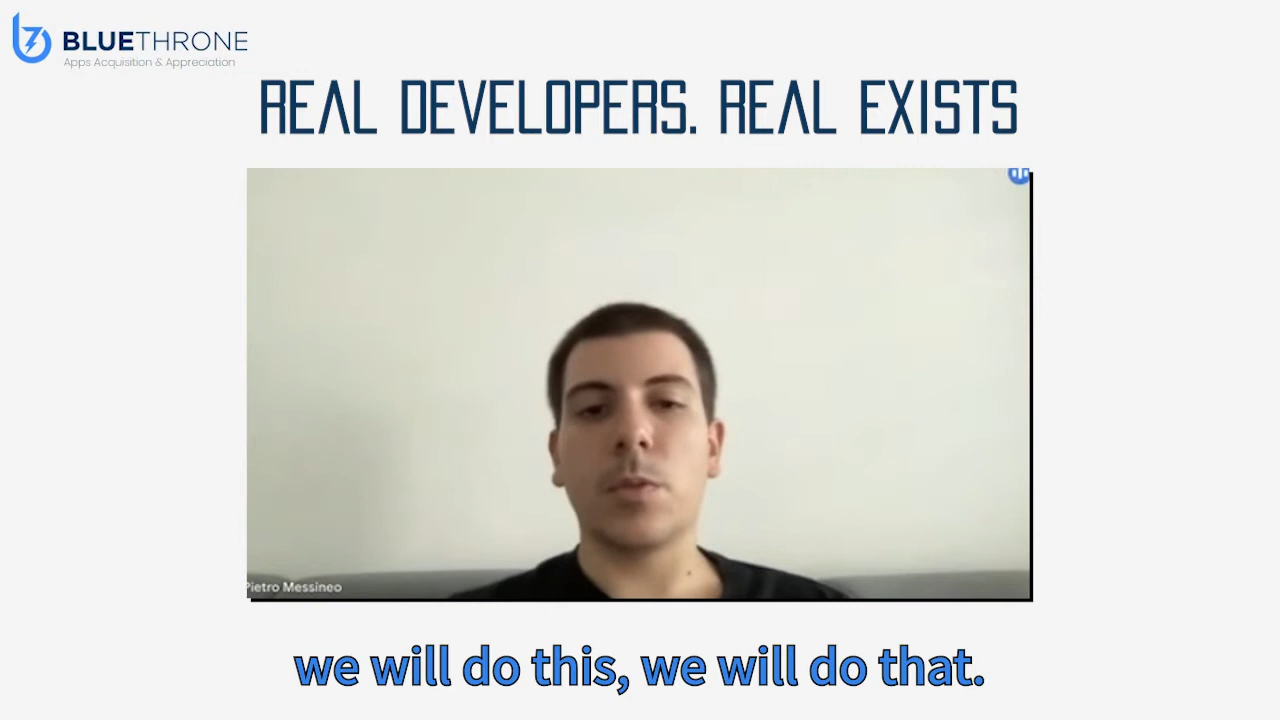 BLUETHRONE
Apps Acquisition & Appreciation
REAL DEVELOPERS. REAL EXISTS
Pietro Messineo
we will do this, we will do that.